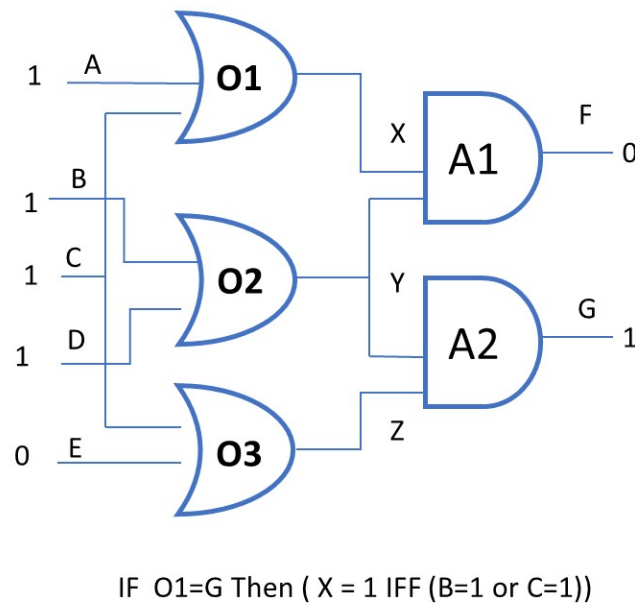 1 A O1
X F
A1 0
B
1
C
1 O2 Y
G
1 D A2 1
Z
0 E O3
IF O1=G Then ( X = 1 IFF (B=1 or C=1))